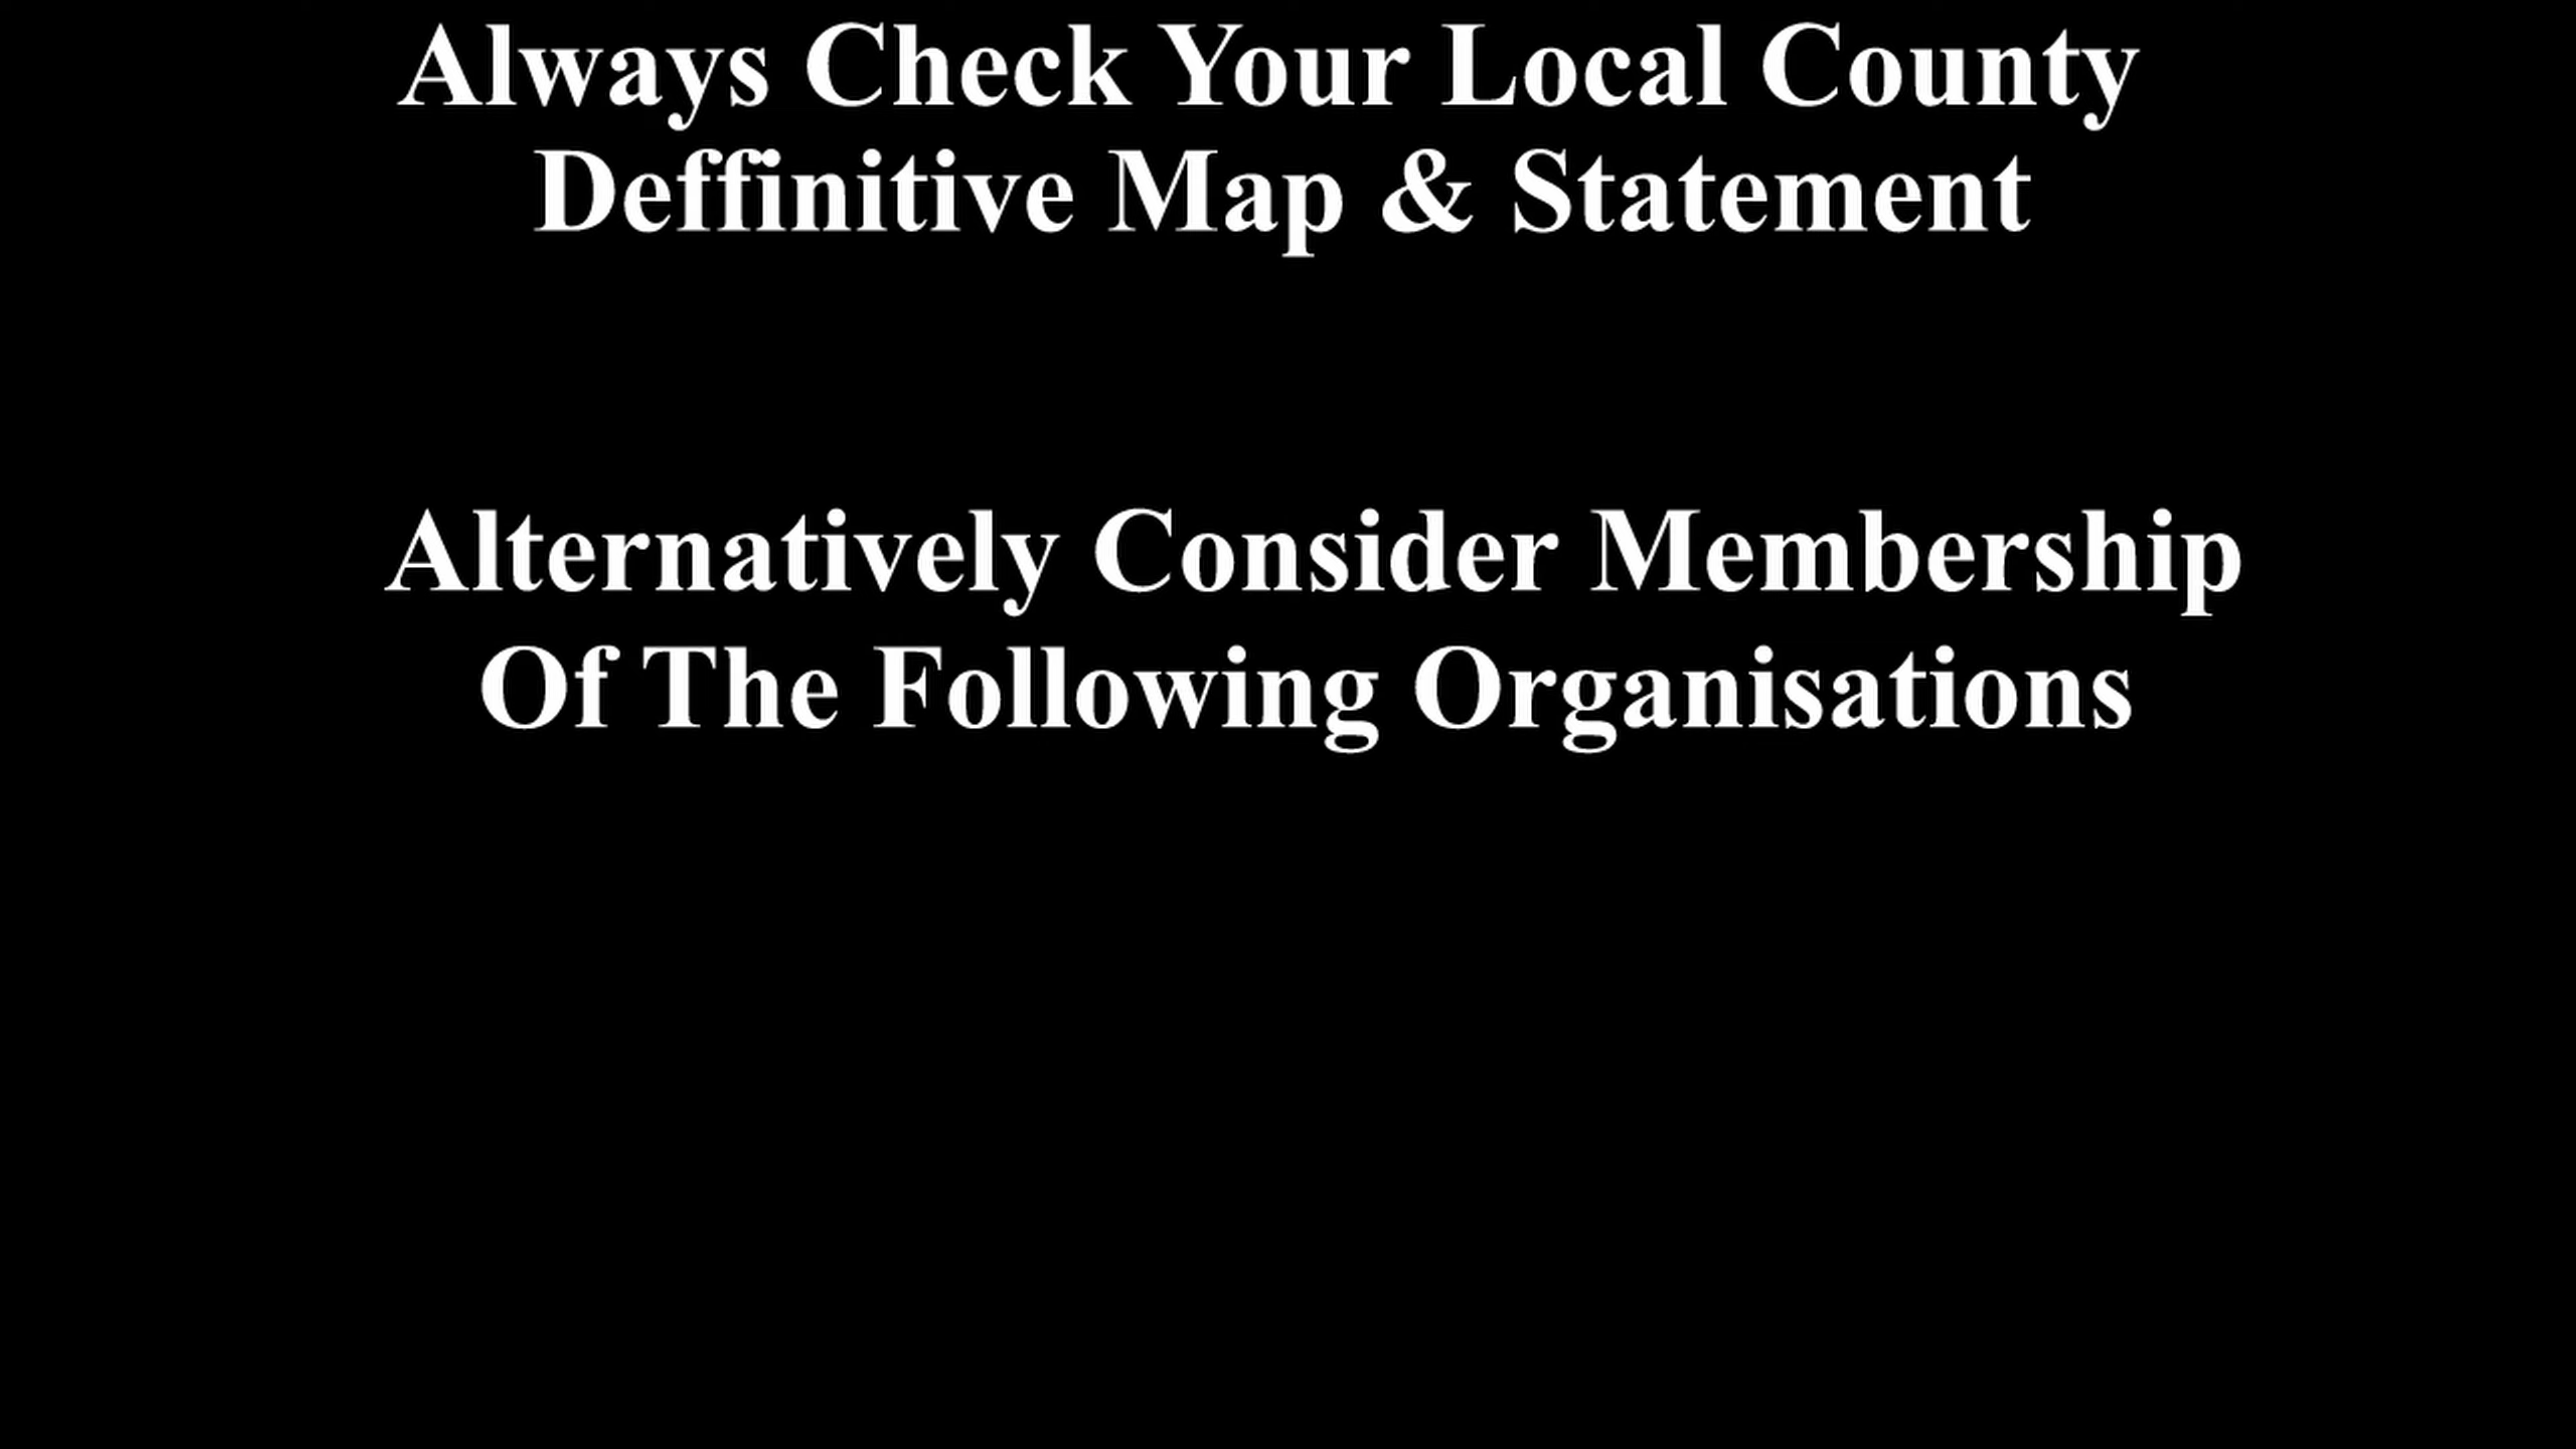 Always Check Your Local County
Deffinitive Map & Statement
Alternatively Consider Membership
Of The Following Organisations